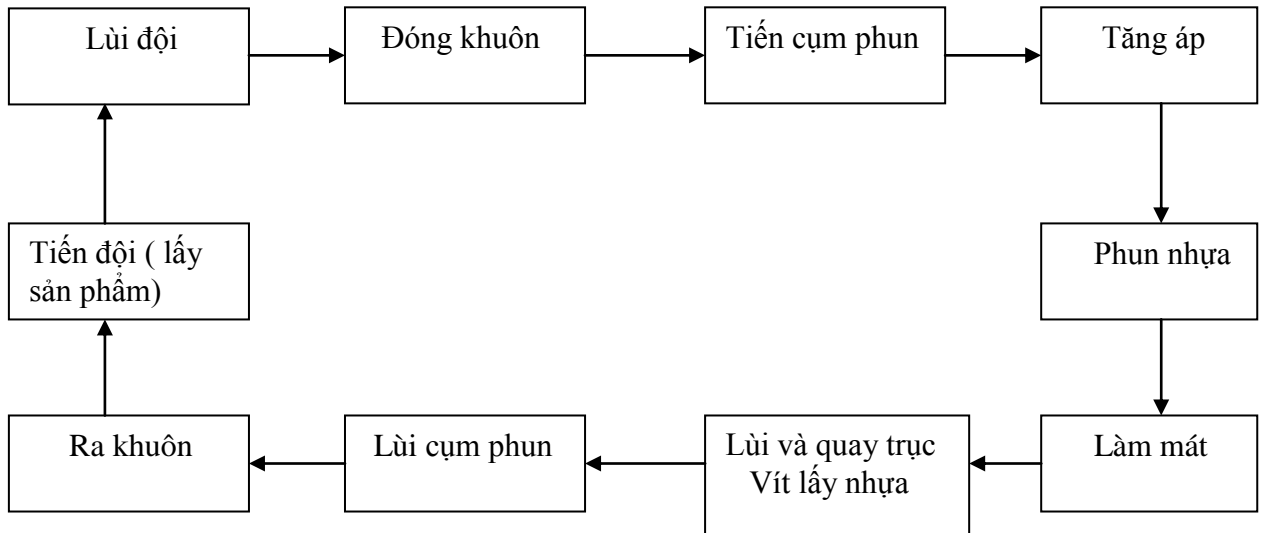 Lùi đội
Đóng khuôn
Tiến cụm phun
Tăng áp
Tiến đội ( lấy
sản phẩm)
Phun nhựa
Ra khuôn
Lùi cụm phun
Lùi và quay trục
Vít lấy nhựa
Làm mát